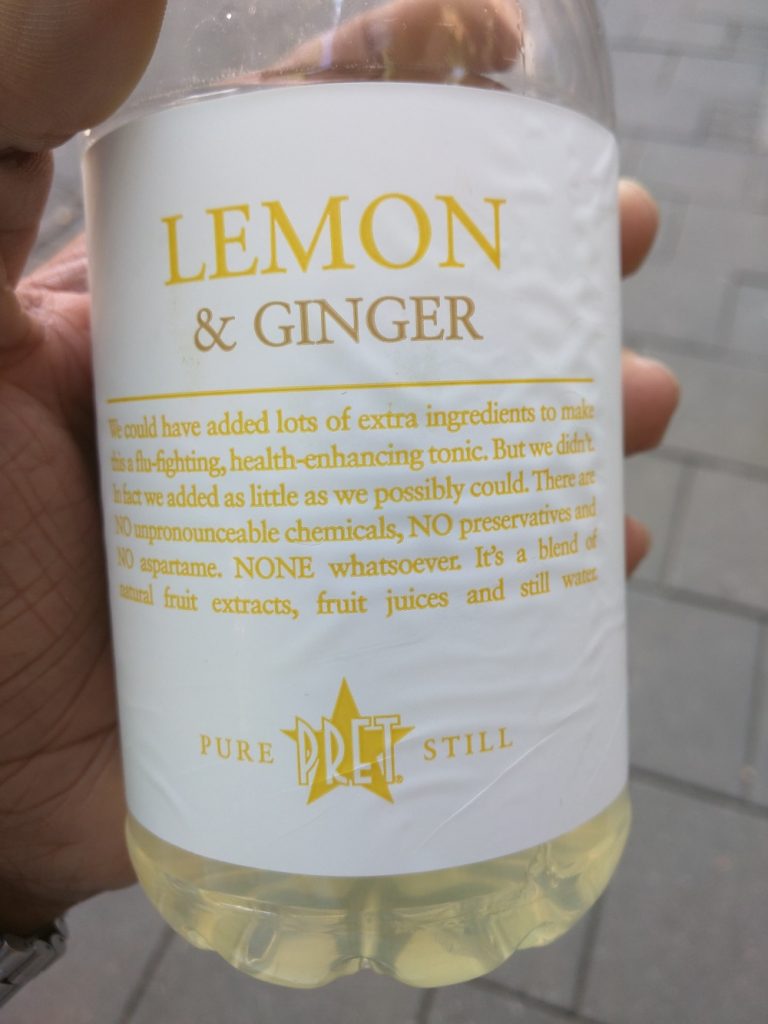 LEMON
& GINGER
We could have added lots of extra ingredients to make
this a flu-fighting, health-enhancing tonic. But we didn't.
In fact we added as little as we possibly could. There are
NO unpronounceable chemicals, NO preservatives and
NO aspartame. NONE whatsoever. It's a blend of
natural fruit extracts, fruit juices and still water.
PURE PRET STILL